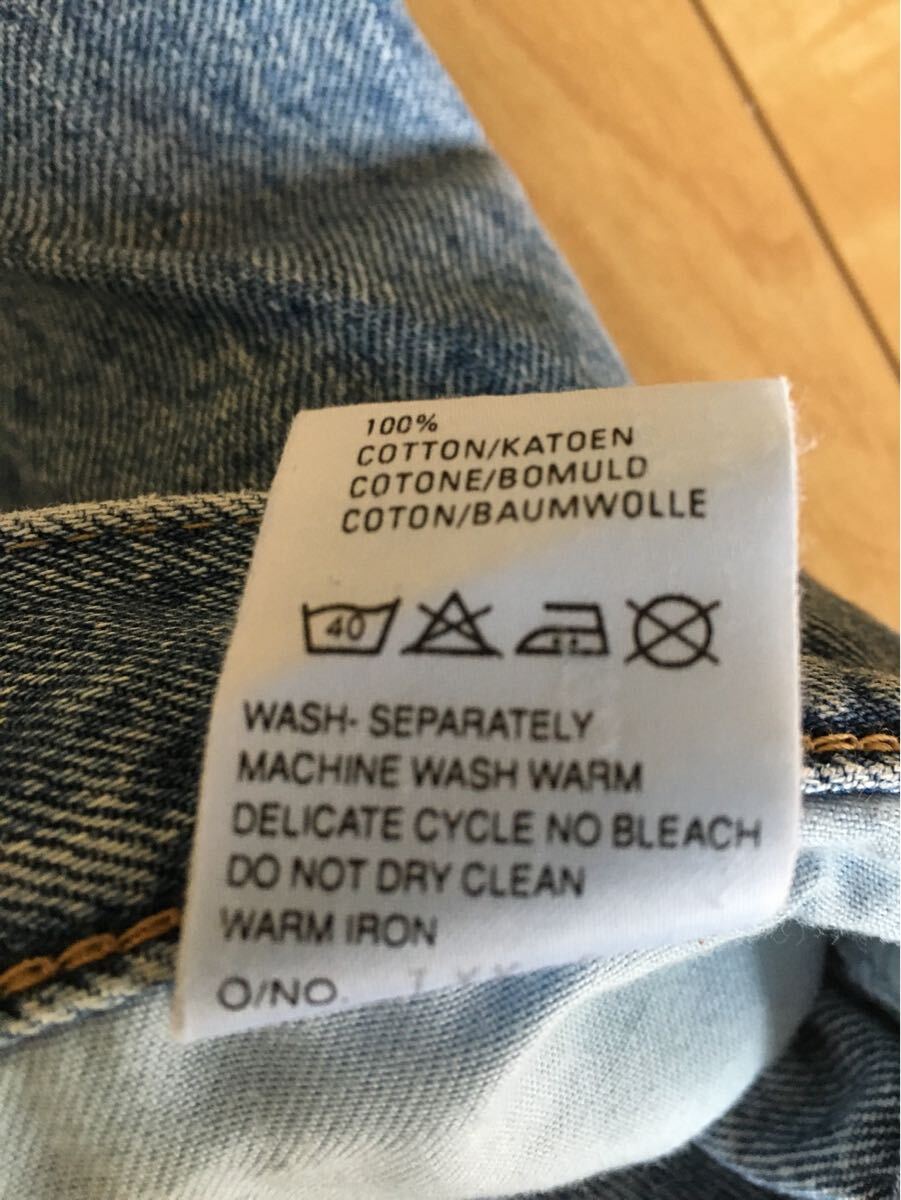 100%
COTTON/KATOEN
COTONE/BOMULD
COTON/BAUMWOLLE
40
WASH- SEPARATELY
MACHINE WASH WARM
DELICATE CYCLE NO BLEACH
DO NOT DRY CLEAN
WARM IRON
O/NO.